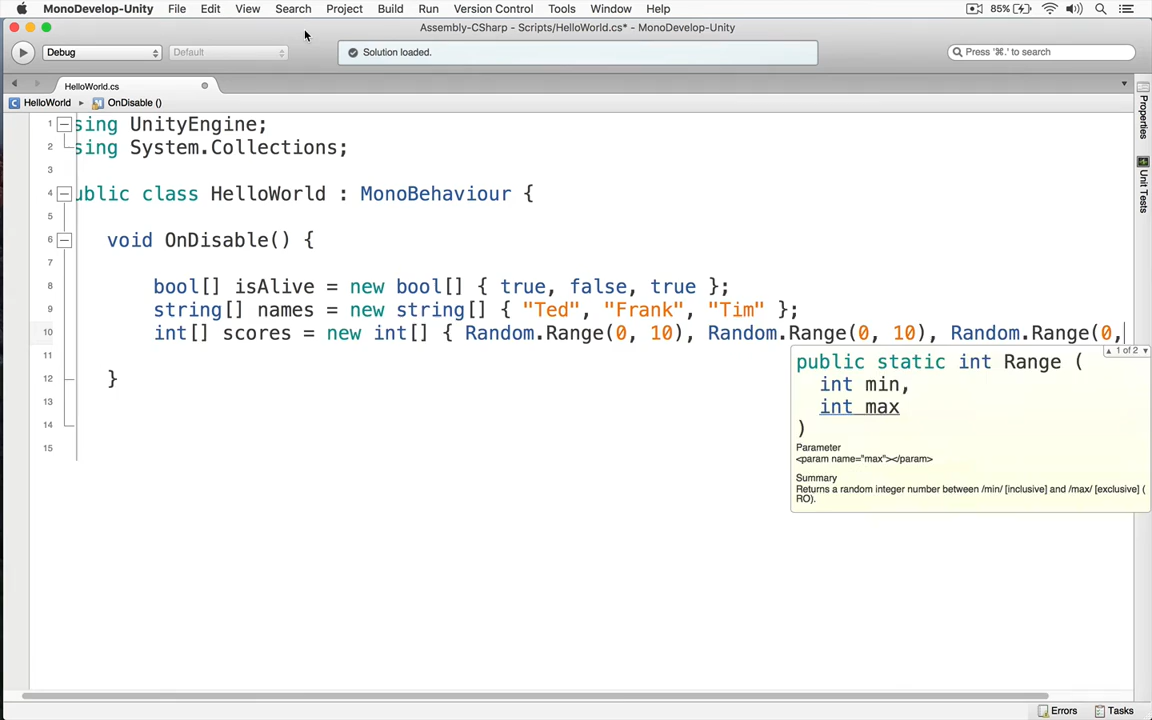 MonoDevelop-Unity File Edit View Search Project Build Run Version Control Tools Window Help 85%
Assembly-CSharp - Scripts/HelloWorld.cs* - MonoDevelop-Unity
Debug Default Solution loaded. Press '⌘.' to search
HelloWorld.cs
HelloWorld ▸ OnDisable ()
1 sing UnityEngine;
2 sing System.Collections;
3
4 ublic class HelloWorld : MonoBehaviour {
5
6 void OnDisable() {
7
8 bool[] isAlive = new bool[] { true, false, true };
9 string[] names = new string[] { "Ted", "Frank", "Tim" };
10 int[] scores = new int[] { Random.Range(0, 10), Random.Range(0, 10), Random.Range(0,
11
12 }
13
14
15
1 of 2
public static int Range (
int min,
int max
)
Parameter
<param name="max"></param>
Summary
Returns a random integer number between /min/ [inclusive] and /max/ [exclusive] (
RO).
Properties
Unit Tests
Errors Tasks